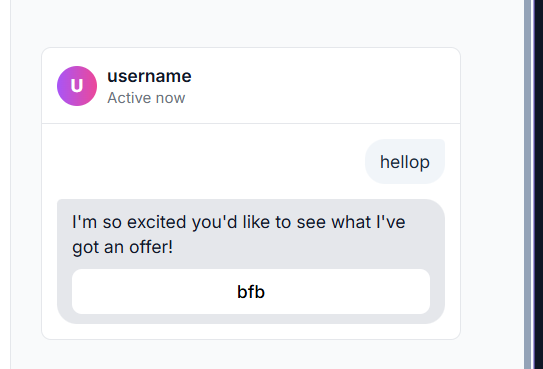 U
username
Active now
hellop
I'm so excited you'd like to see what I've
got an offer!
bfb